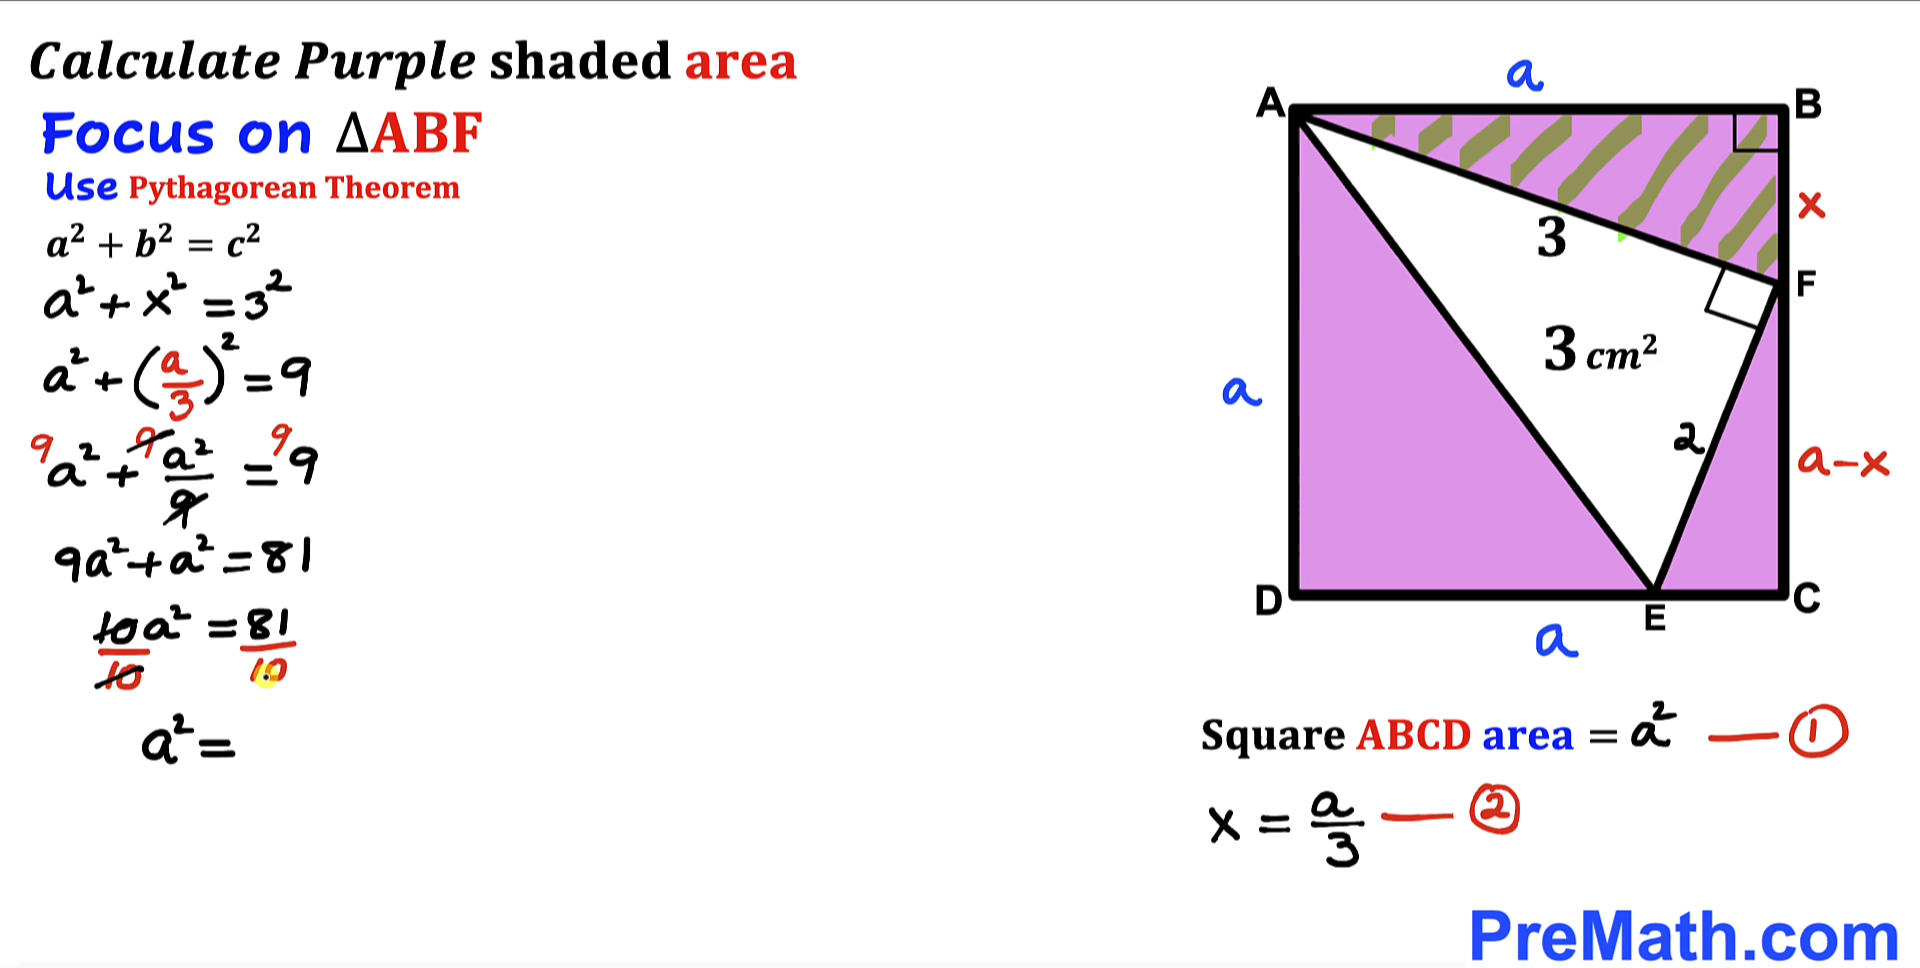 Calculate Purple shaded area
Focus on ΔABF
Use Pythagorean Theorem
a² + b² = c²
a² + x² = 3²
a² + (a/3)² = 9
9a² + 9a²/9 = 9 9
9a² + a² = 81
10a²/10 = 81/10
a² =
a
A
B
x
3
F
3 cm²
a
2
a-x
D
E
C
a
Square ABCD area = a² — ①
x = a/3 — ②
PreMath.com